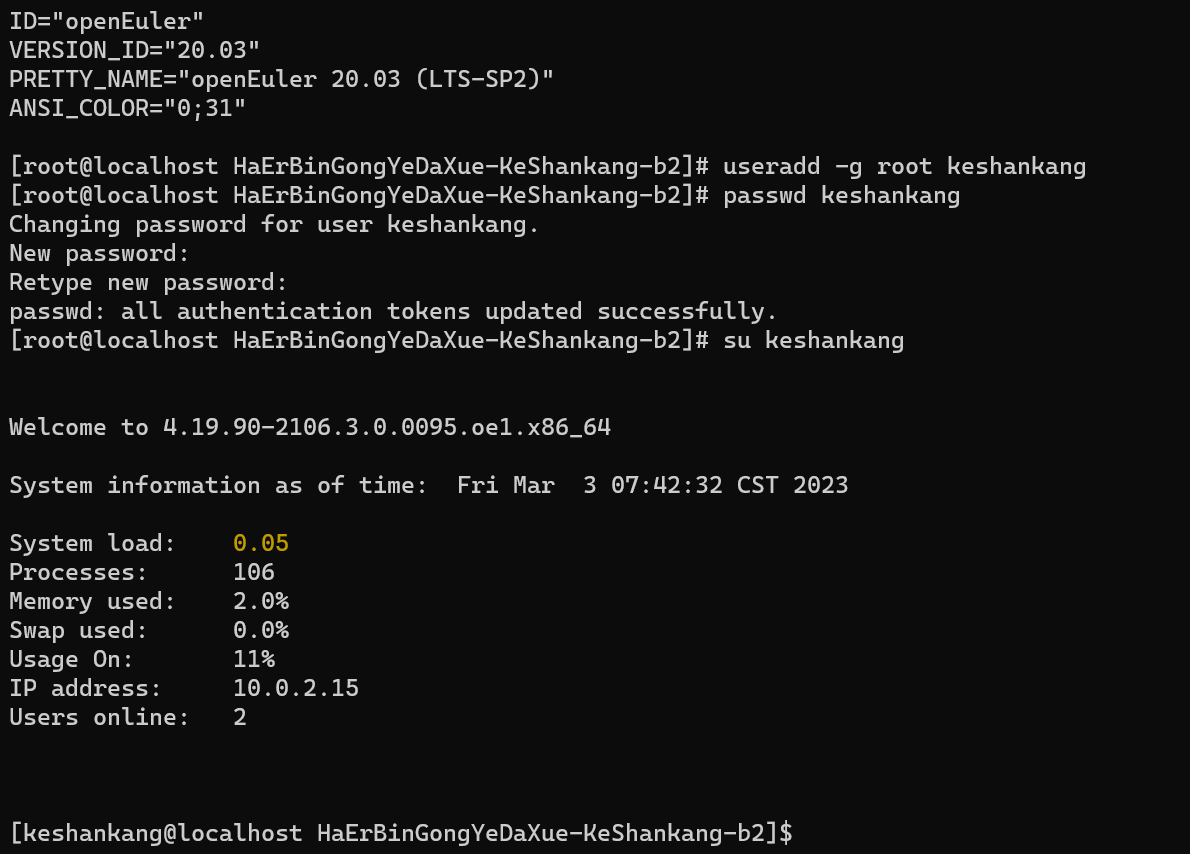 ID="openEuler"
VERSION_ID="20.03"
PRETTY_NAME="openEuler 20.03 (LTS-SP2)"
ANSI_COLOR="0;31"
[root@localhost HaErBinGongYeDaXue-KeShankang-b2]# useradd -g root keshankang
[root@localhost HaErBinGongYeDaXue-KeShankang-b2]# passwd keshankang
Changing password for user keshankang.
New password:
Retype new password:
passwd: all authentication tokens updated successfully.
[root@localhost HaErBinGongYeDaXue-KeShankang-b2]# su keshankang
Welcome to 4.19.90-2106.3.0.0095.oe1.x86_64
System information as of time:  Fri Mar  3 07:42:32 CST 2023
System load:    0.05
Processes:      106
Memory used:    2.0%
Swap used:      0.0%
Usage On:       11%
IP address:     10.0.2.15
Users online:   2
[keshankang@localhost HaErBinGongYeDaXue-KeShankang-b2]$